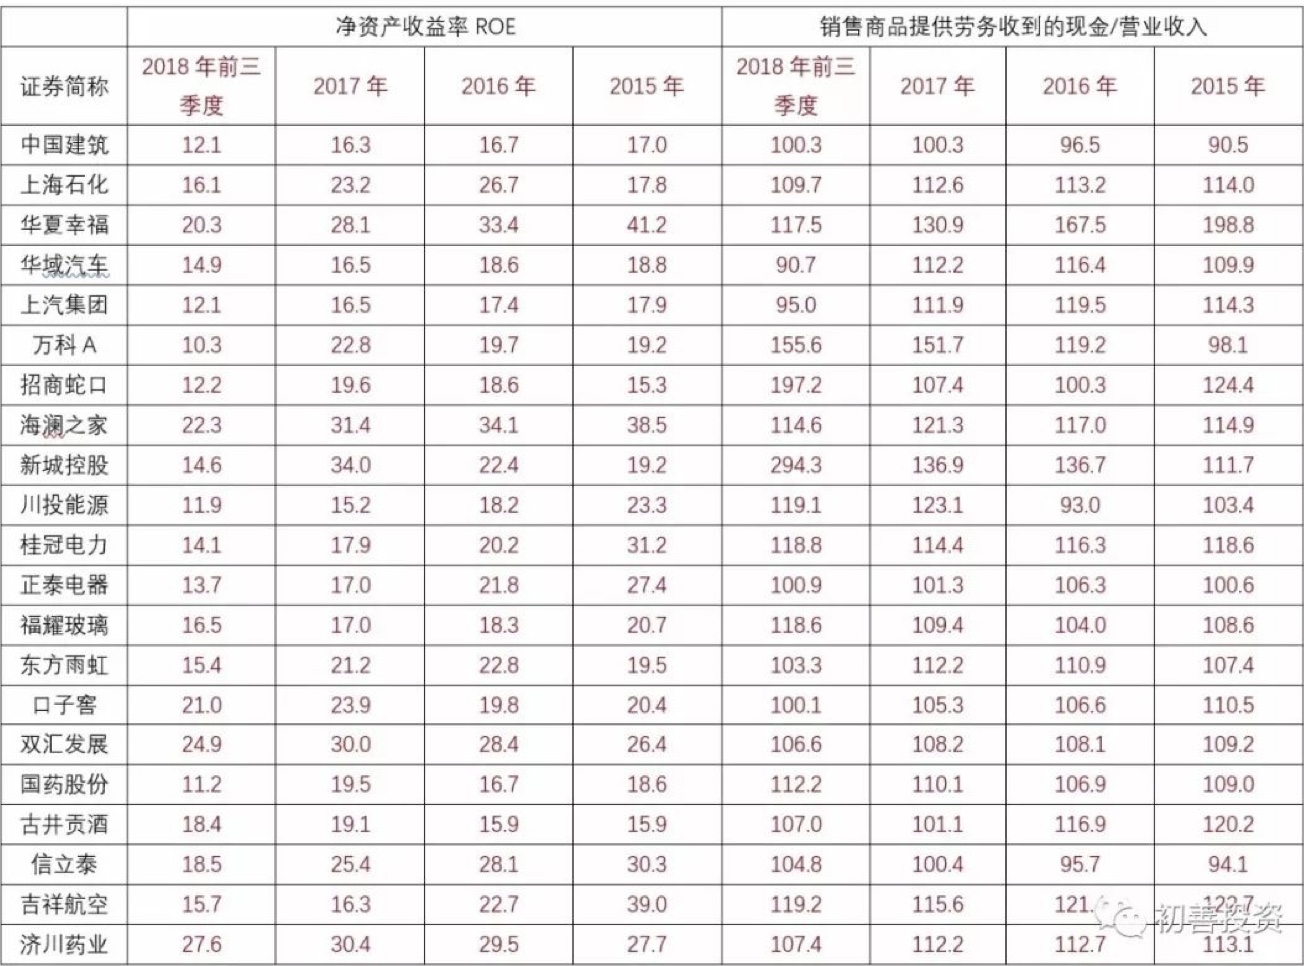 净资产收益率 ROE 销售商品提供劳务收到的现金/营业收入
证券简称 2018 年前三季度 2017 年 2016 年 2015 年 2018 年前三季度 2017 年 2016 年 2015 年
中国建筑 12.1 16.3 16.7 17.0 100.3 100.3 96.5 90.5
上海石化 16.1 23.2 26.7 17.8 109.7 112.6 113.2 114.0
华夏幸福 20.3 28.1 33.4 41.2 117.5 130.9 167.5 198.8
华域汽车 14.9 16.5 18.6 18.8 90.7 112.2 116.4 109.9
上汽集团 12.1 16.5 17.4 17.9 95.0 111.9 119.5 114.3
万科 A 10.3 22.8 19.7 19.2 155.6 151.7 119.2 98.1
招商蛇口 12.2 19.6 18.6 15.3 197.2 107.4 100.3 124.4
海澜之家 22.3 31.4 34.1 38.5 114.6 121.3 117.0 114.9
新城控股 14.6 34.0 22.4 19.2 294.3 136.9 136.7 111.7
川投能源 11.9 15.2 18.2 23.3 119.1 123.1 93.0 103.4
桂冠电力 14.1 17.9 20.2 31.2 118.8 114.4 116.3 118.6
正泰电器 13.7 17.0 21.8 27.4 100.9 101.3 106.3 100.6
福耀玻璃 16.5 17.0 18.3 20.7 118.6 109.4 104.0 108.6
东方雨虹 15.4 21.2 22.8 19.5 103.3 112.2 110.9 107.4
口子窖 21.0 23.9 19.8 20.4 100.1 105.3 106.6 110.5
双汇发展 24.9 30.0 28.4 26.4 106.6 108.2 108.1 109.2
国药股份 11.2 19.5 16.7 18.6 112.2 110.1 106.9 109.0
古井贡酒 18.4 19.1 15.9 15.9 107.0 101.1 116.9 120.2
信立泰 18.5 25.4 28.1 30.3 104.8 100.4 95.7 94.1
吉祥航空 15.7 16.3 22.7 39.0 119.2 115.6
初善投资
济川药业 27.6 30.4 29.5 27.7 107.4 112.2 112.7 113.1